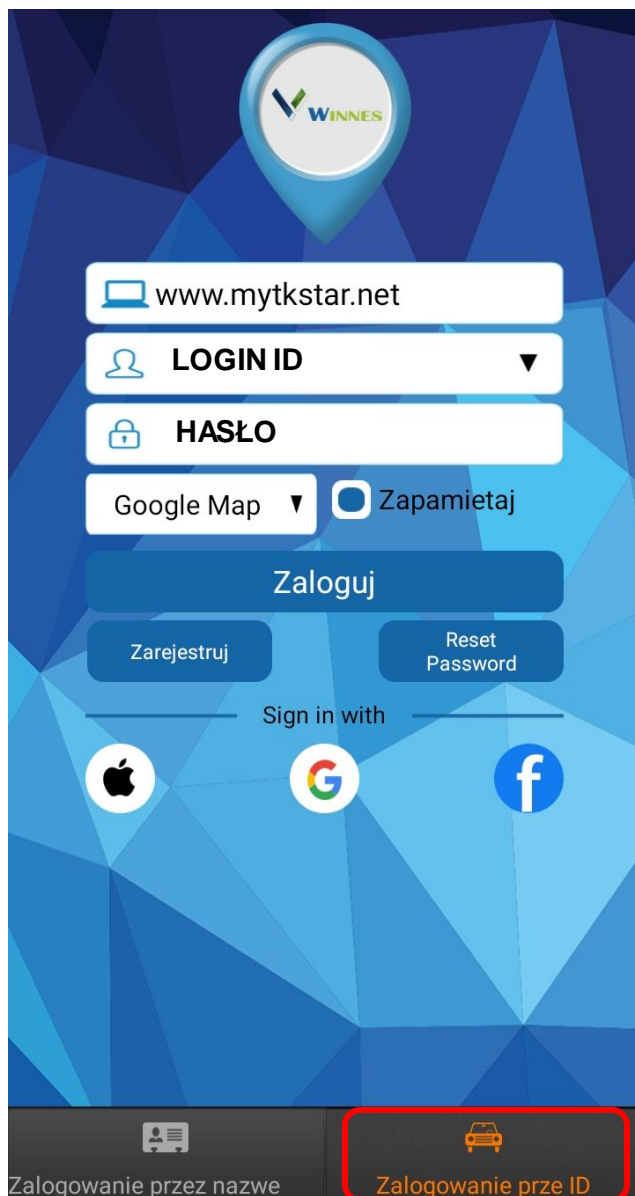 WINNES
www.mytkstar.net
LOGIN ID
HASŁO
Google Map
Zapamietaj
Zaloguj
Zarejestruj
Reset
Password
Sign in with
Zalogowanie przez nazwe
Zalogowanie prze ID